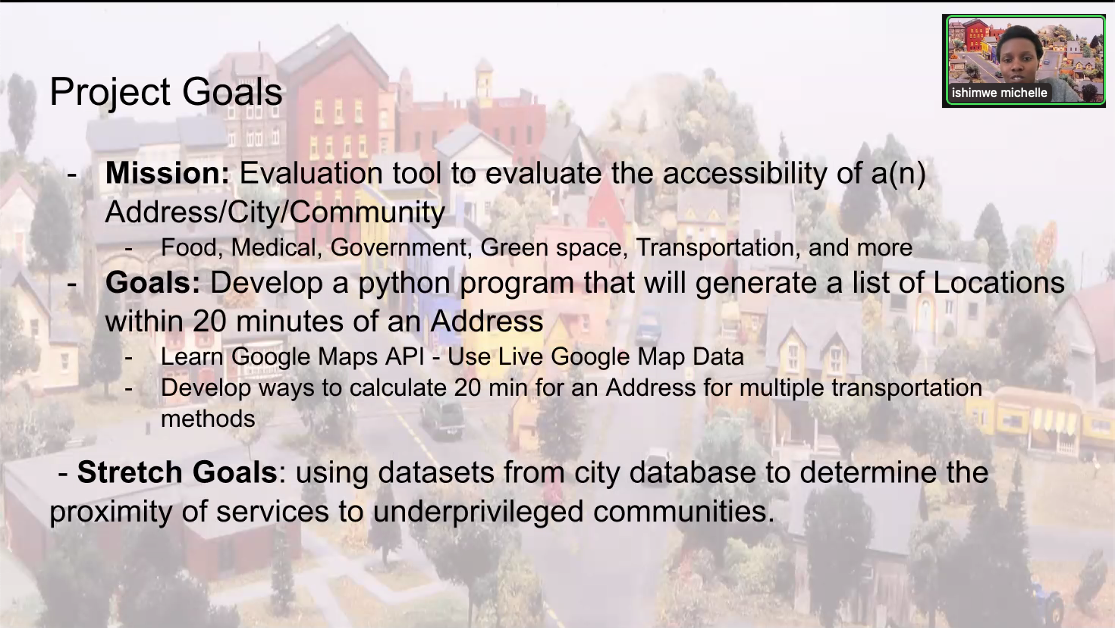 Project Goals
ishimwe michelle
- Mission: Evaluation tool to evaluate the accessibility of a(n)
Address/City/Community
- Food, Medical, Government, Green space, Transportation, and more
- Goals: Develop a python program that will generate a list of Locations
within 20 minutes of an Address
- Learn Google Maps API - Use Live Google Map Data
- Develop ways to calculate 20 min for an Address for multiple transportation
methods
- Stretch Goals: using datasets from city database to determine the
proximity of services to underprivileged communities.